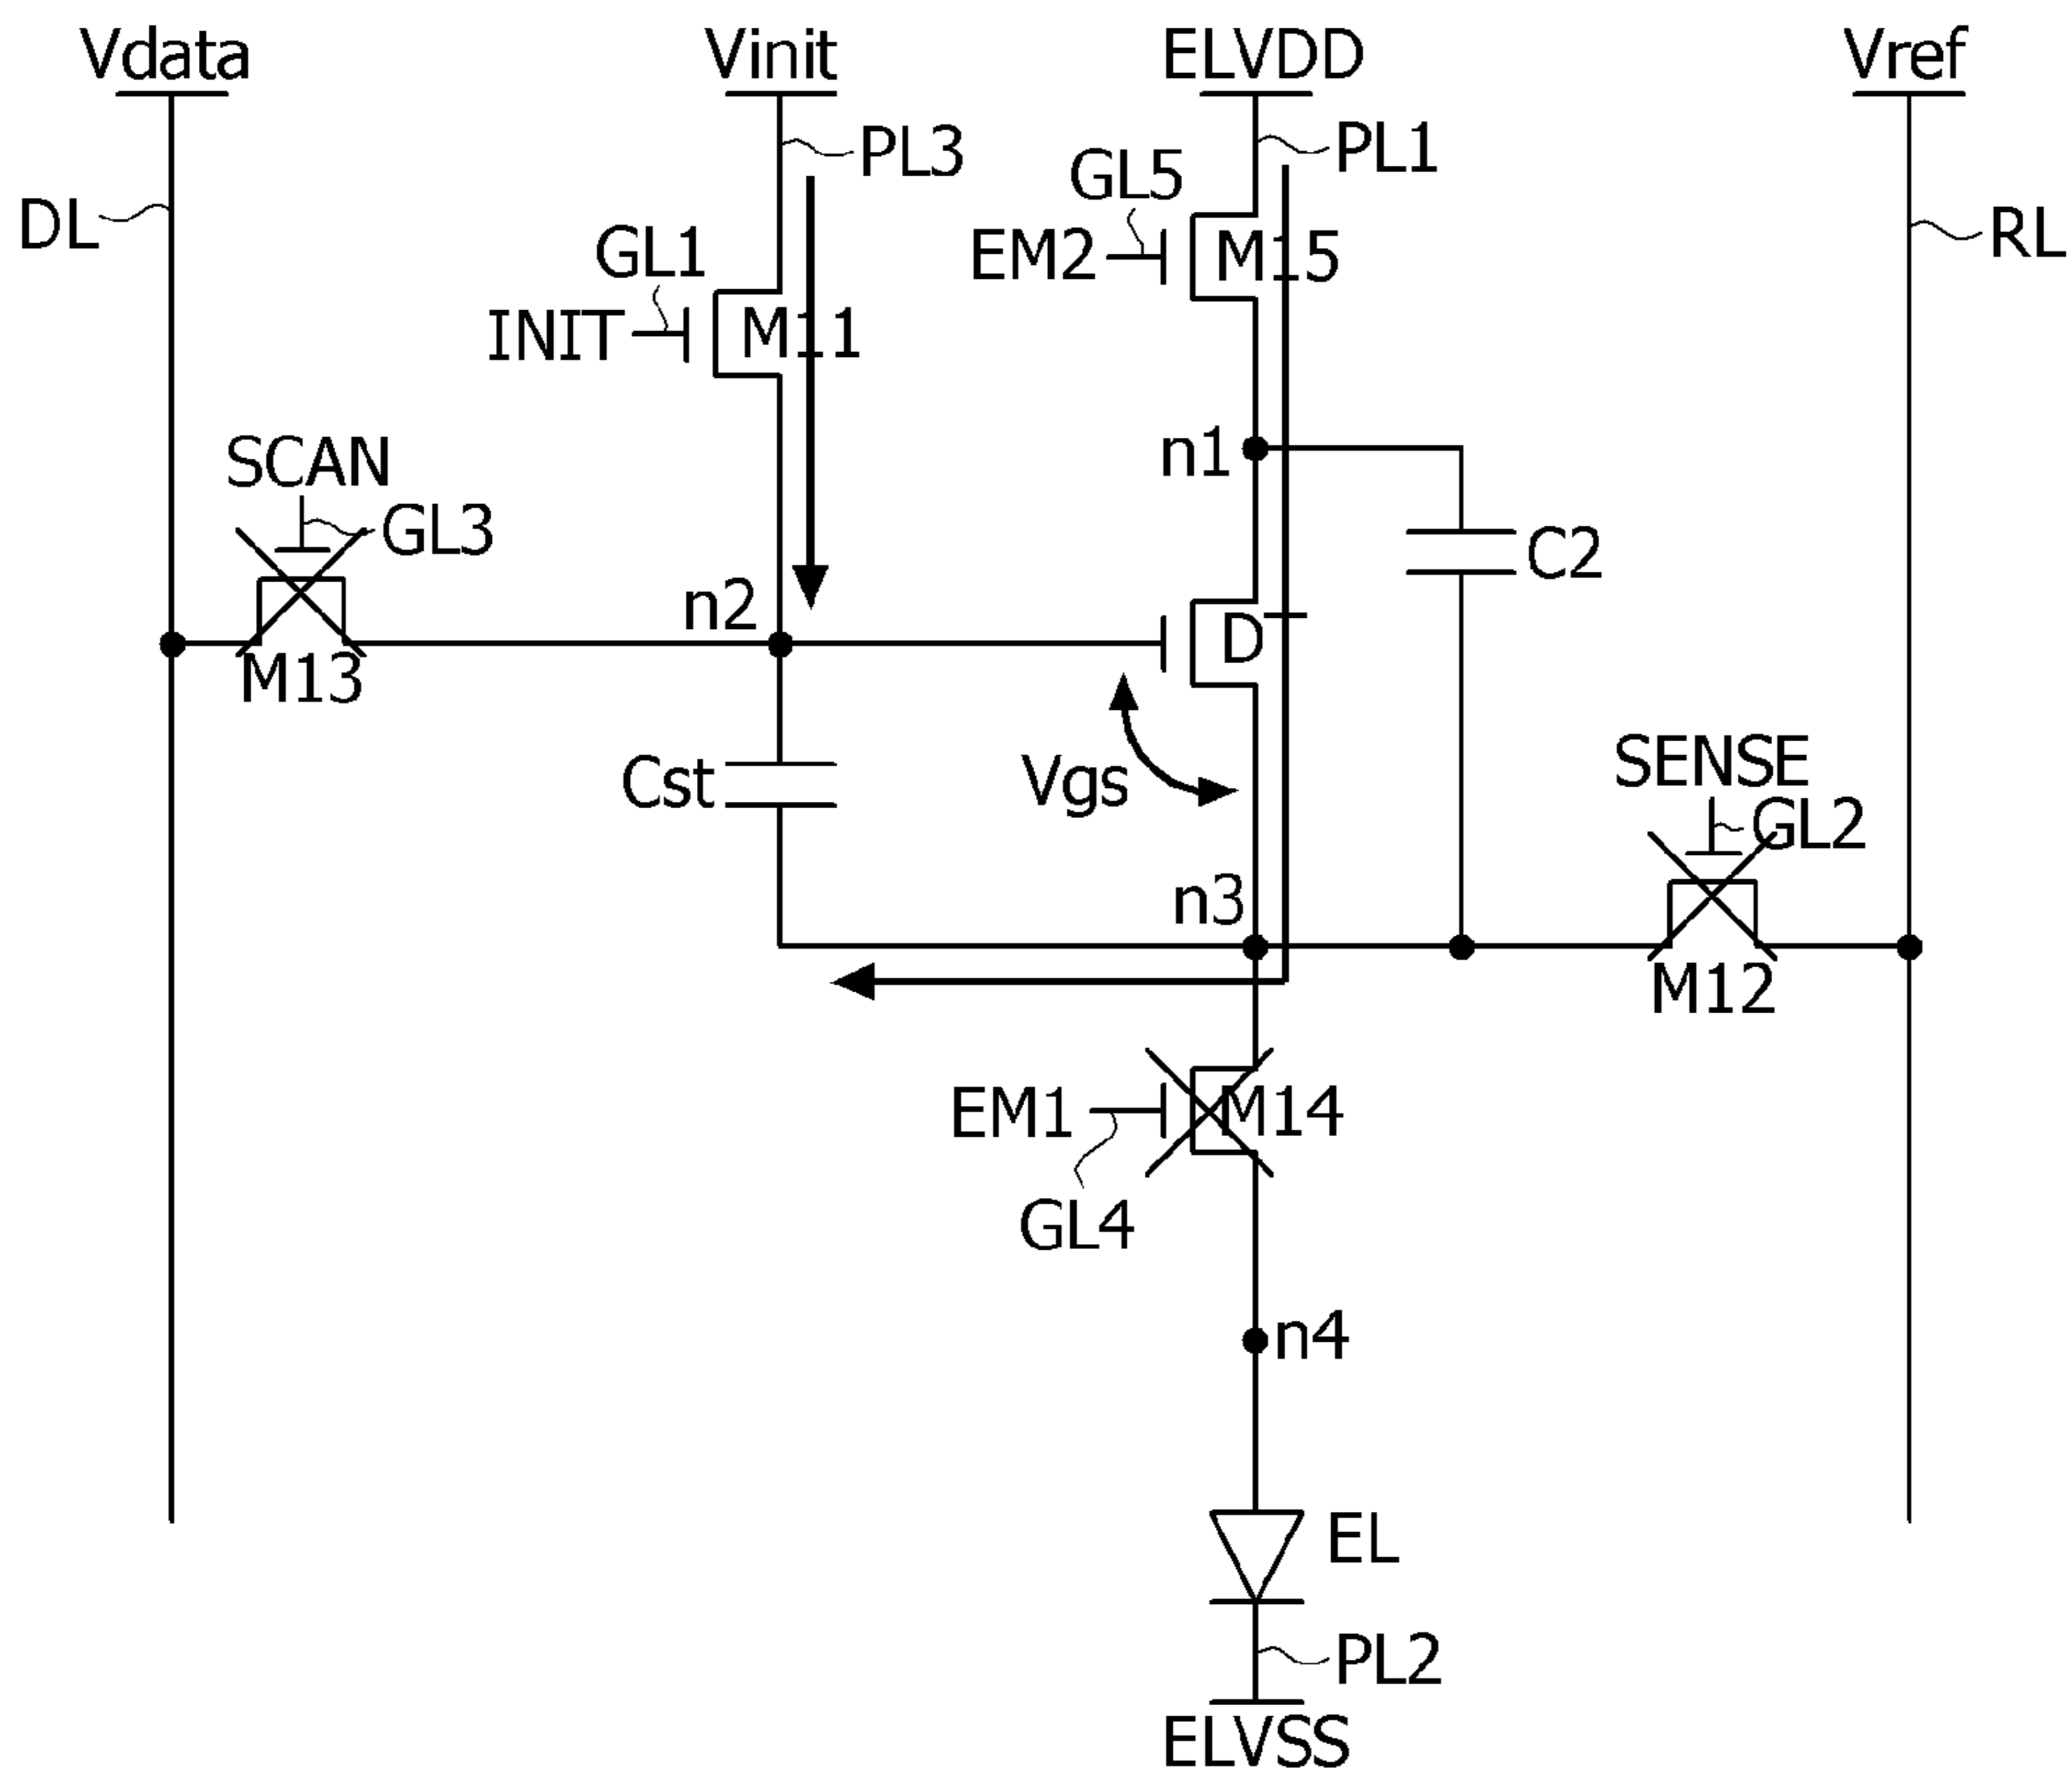 Vdata
Vinit
ELVDD
Vref
PL3
PL1
GL5
DL
GL1
EM2
M15
RL
INIT
M11
SCAN
n1
GL3
C2
n2
DT
M13
SENSE
Cst
Vgs
GL2
n3
M12
EM1
M14
GL4
n4
EL
PL2
ELVSS